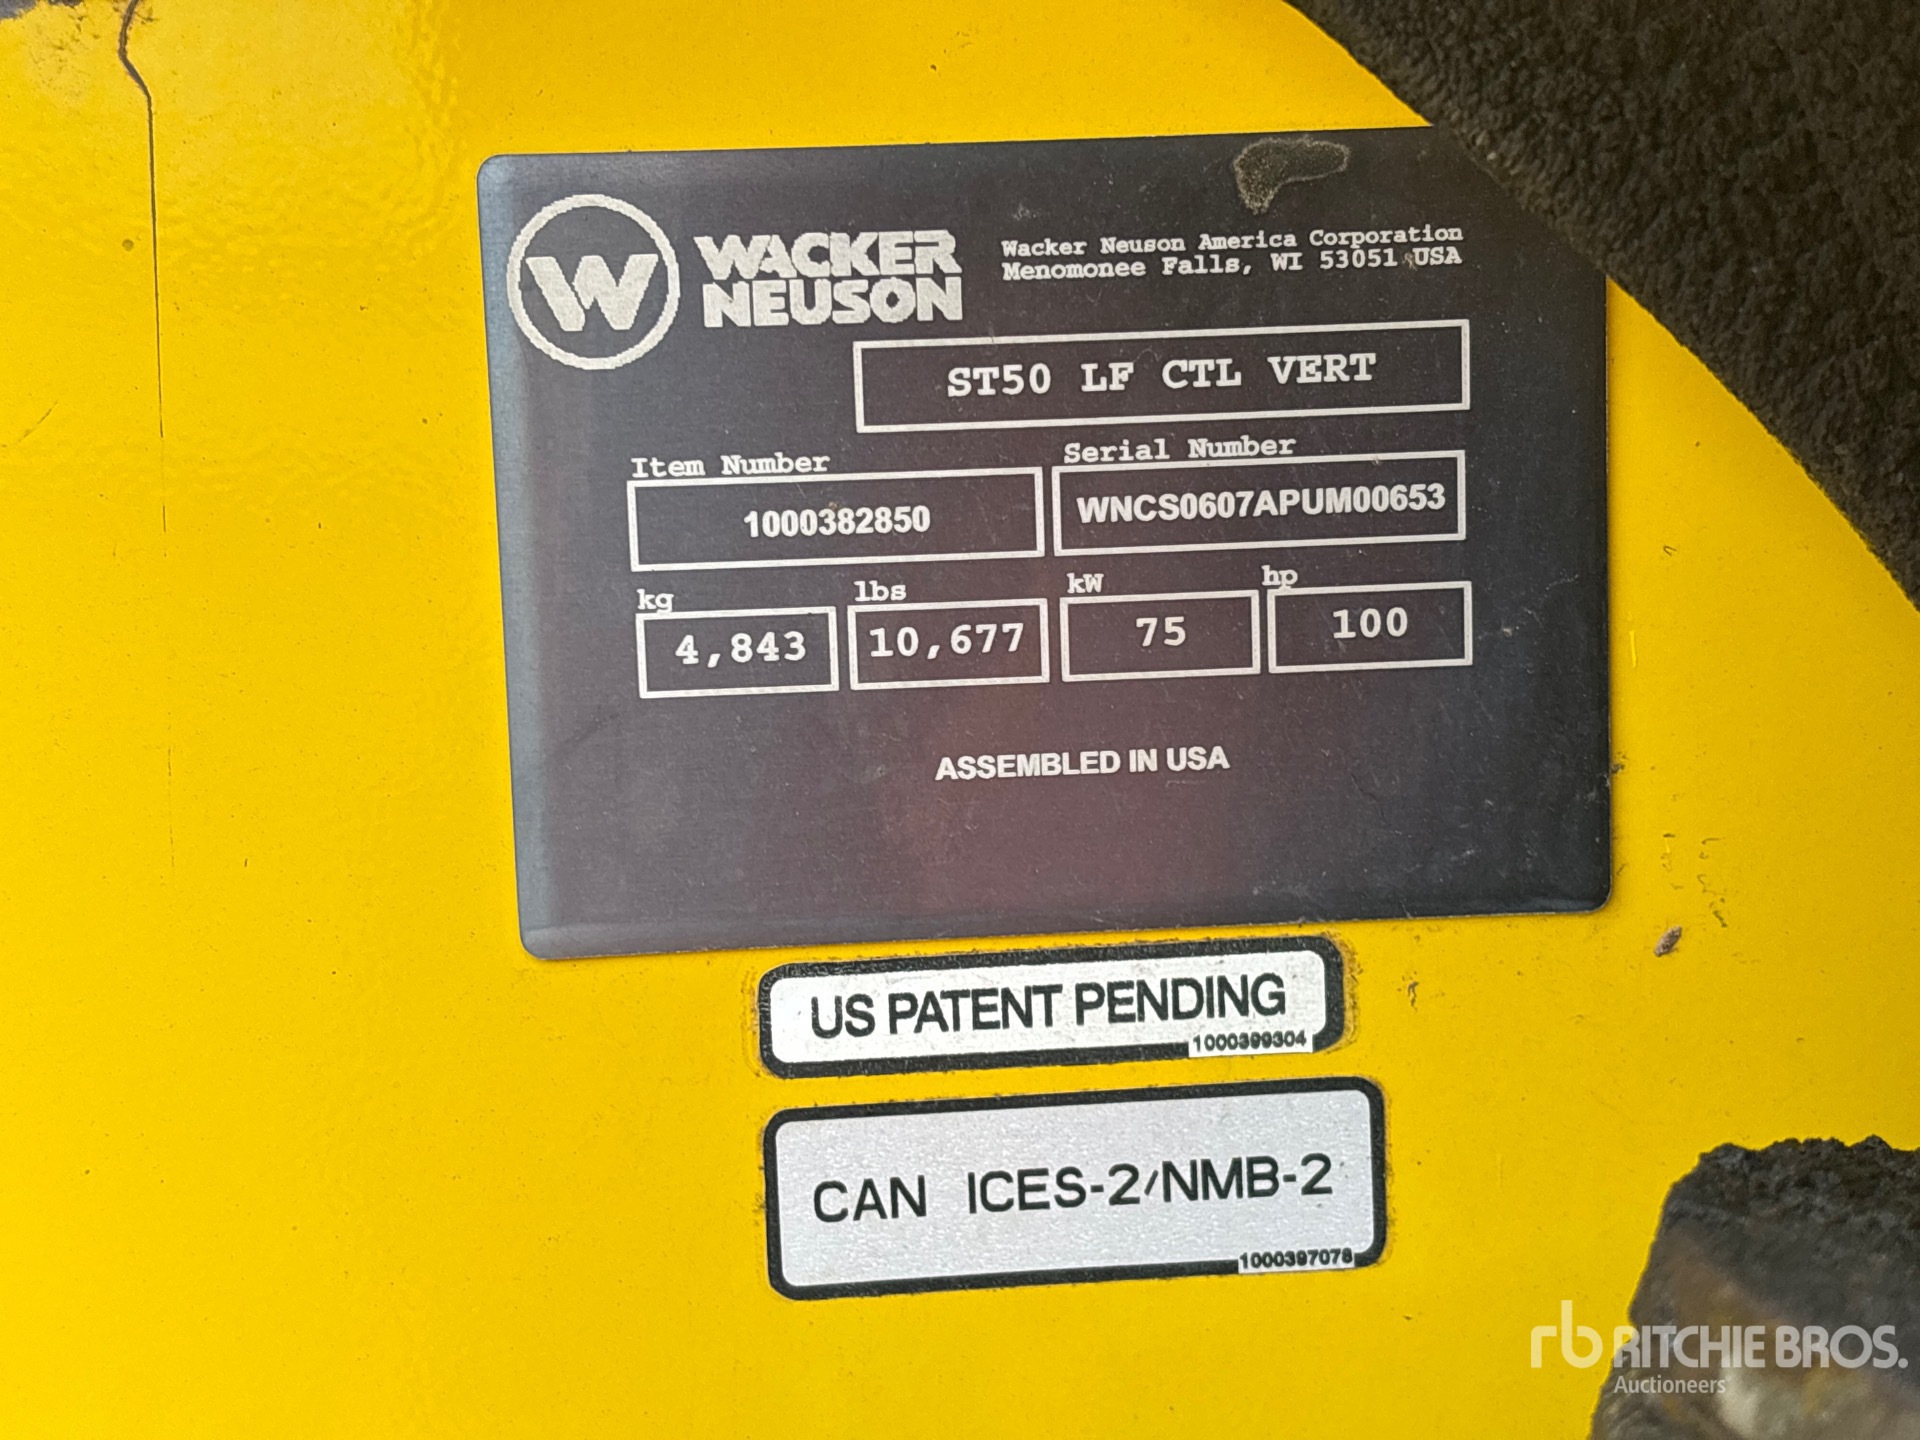 WACKER
NEUSON
Wacker Neuson America Corporation
Menomonee Falls, WI 53051 USA
ST50 LF CTL VERT
Item Number
1000382850
Serial Number
WNCS0607APUM00653
kg
4,843
lbs
10,677
kW
75
hp
100
ASSEMBLED IN USA
US PATENT PENDING
1000399304
CAN ICES-2/NMB-2
1000397078
rb RITCHIE BROS.
Auctioneers